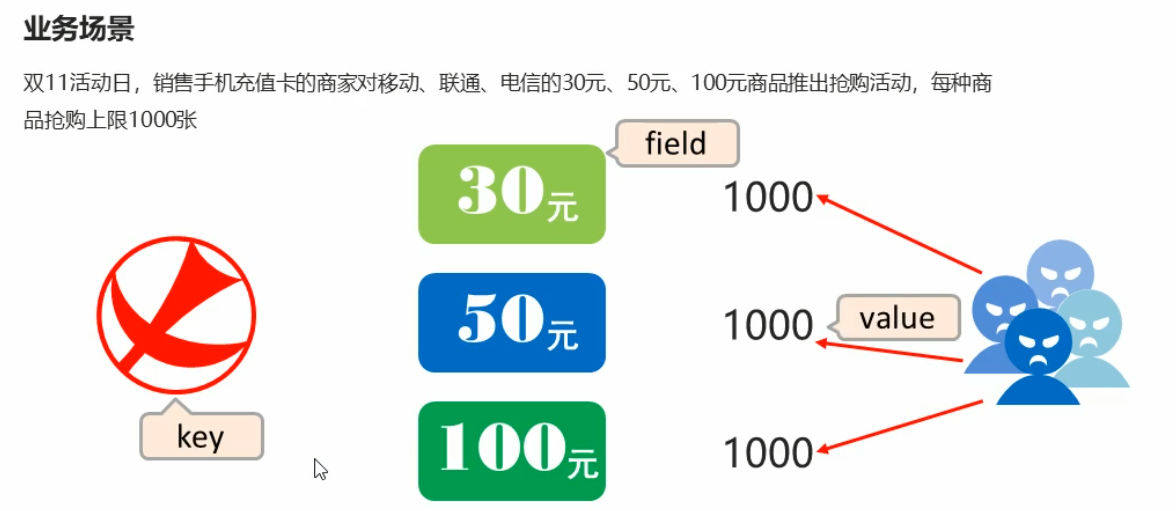 业务场景
双11活动日，销售手机充值卡的商家对移动、联通、电信的30元、50元、100元商品推出抢购活动，每种商
品抢购上限1000张
field
30元
1000
50元
1000
value
key
100元
1000